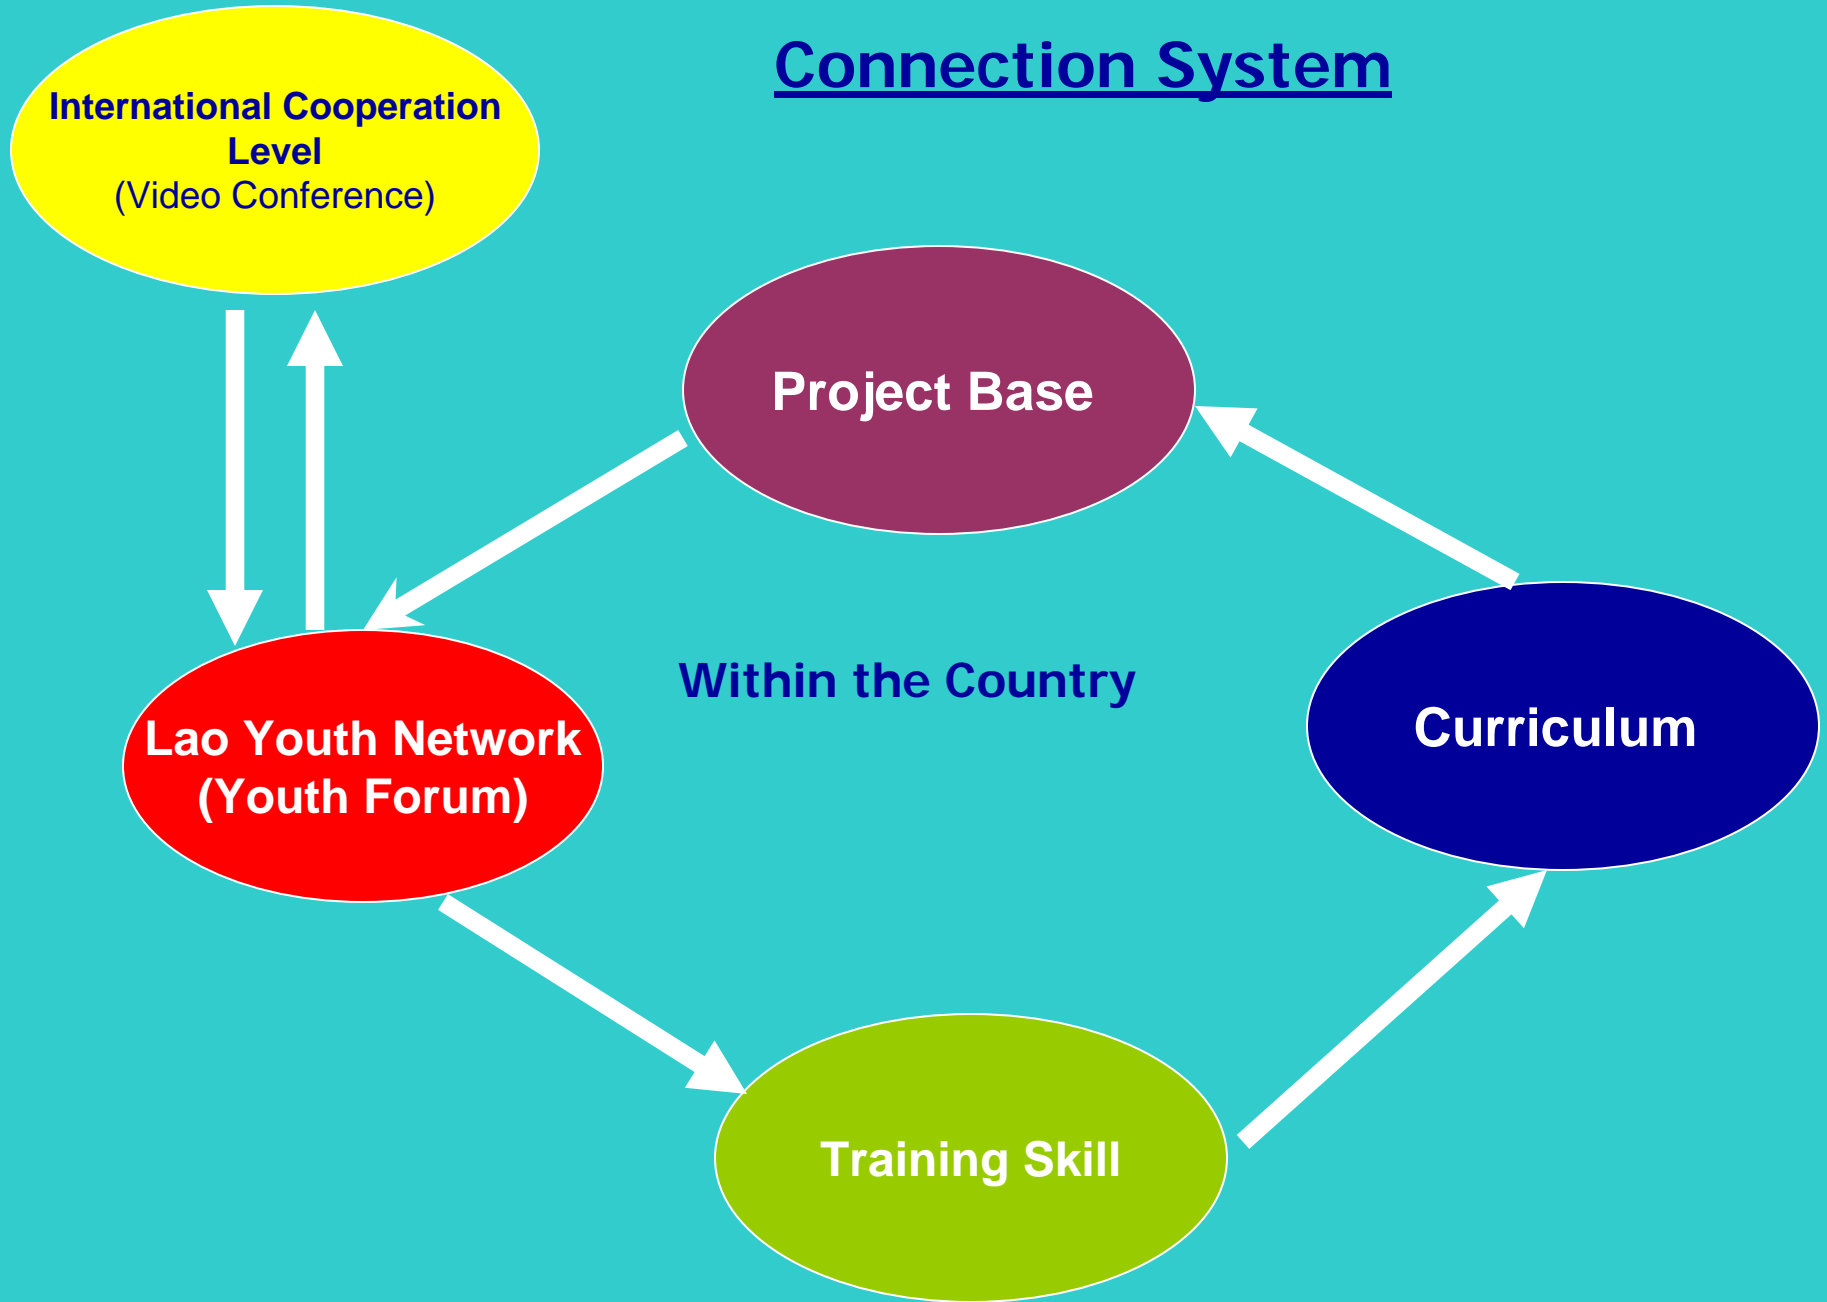 Connection System
International Cooperation
Level
(Video Conference)
Project Base
Within the Country
Lao Youth Network
(Youth Forum)
Curriculum
Training Skill